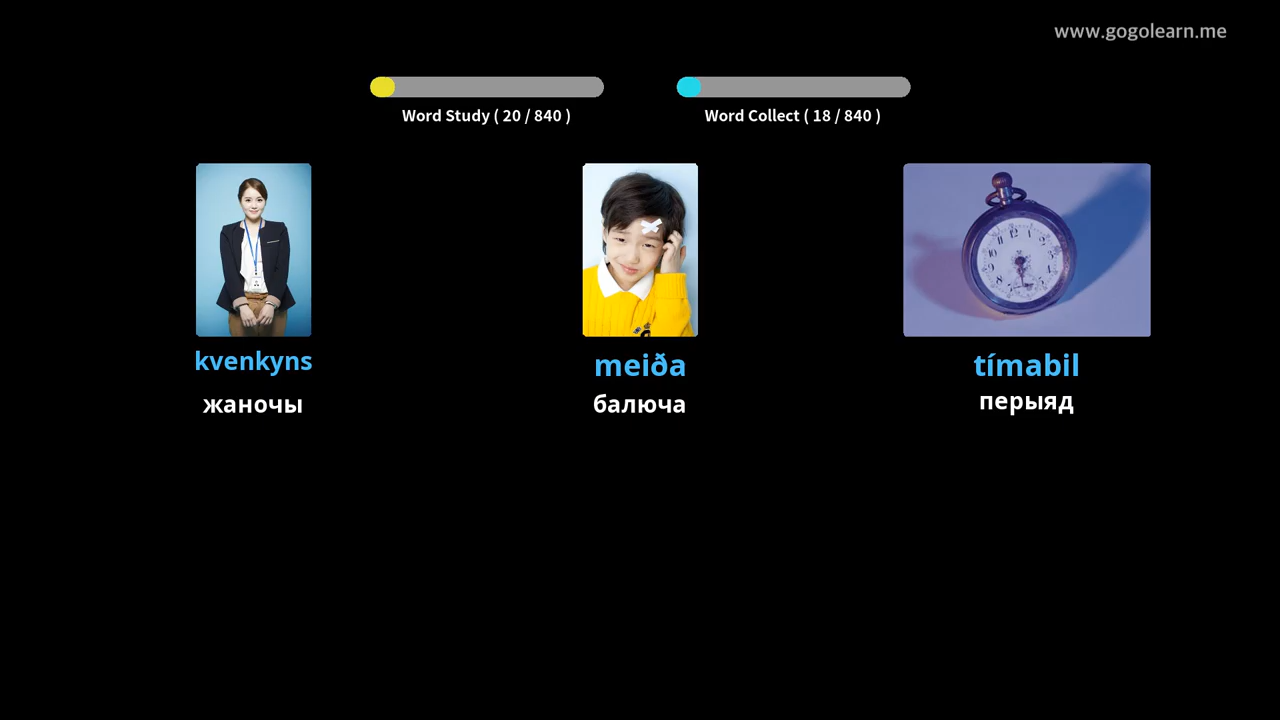 www.gogolearn.me
Word Study ( 20 / 840 )
Word Collect ( 18 / 840 )
kvenkyns
жаночы
meiða
балюча
tímabil
перыяд